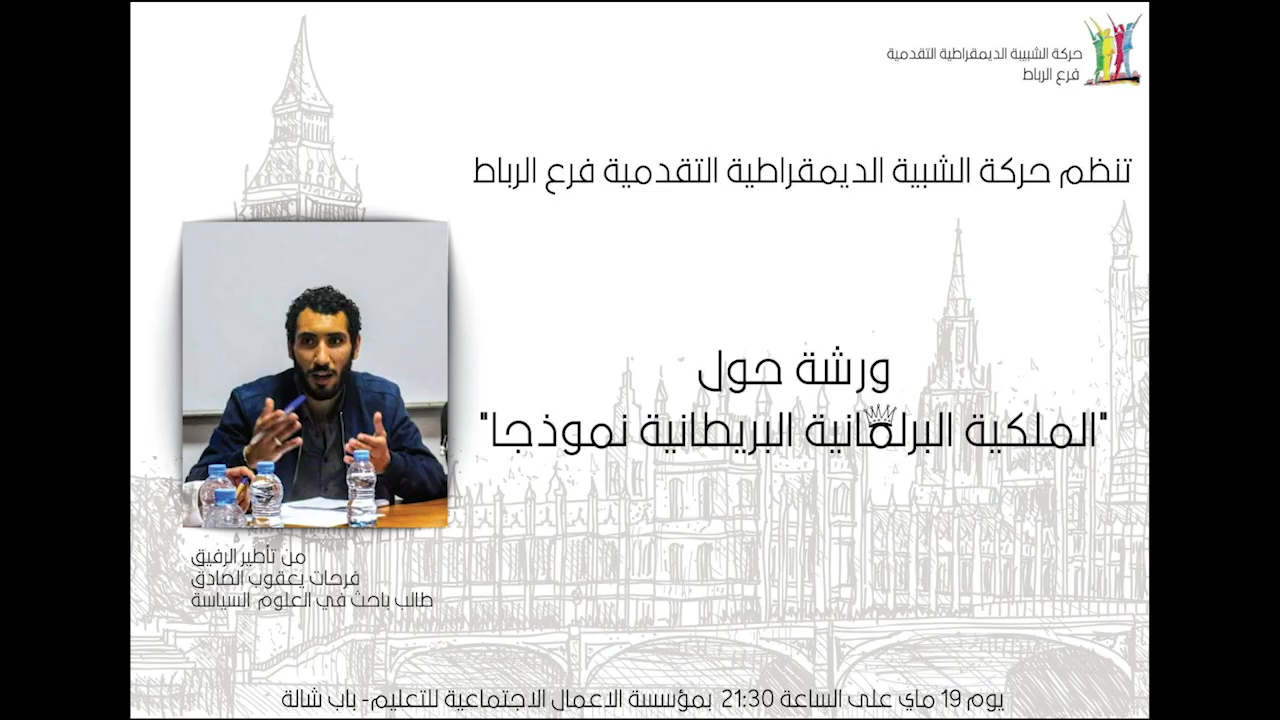 حركة الشبيبة الديمقراطية التقدمية
فرع الرباط
تنظم حركة الشبية الديمقراطية التقدمية فرع الرباط
ورشة حول
"الملكية البرلمانية البريطانية نموذجا"
من تأطير الرفيق
فرحات يعقوب الصادق
طالب باحث في العلوم السياسة
يوم 19 ماي على الساعة 21:30 بمؤسسة الاعمال الاجتماعية للتعليم- باب شالة